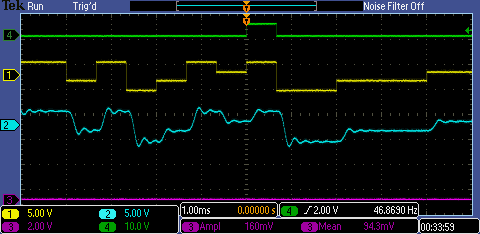 Tek Run Trig'd Noise Filter Off
4
1
2
3
1 5.00 V 2 5.00 V 1.00ms 0.00000 s 4 2.00 V 46.8690 Hz
3 2.00 V 4 10.0 V 3 Ampl 160mV 3 Mean 94.3mV 00:33:59